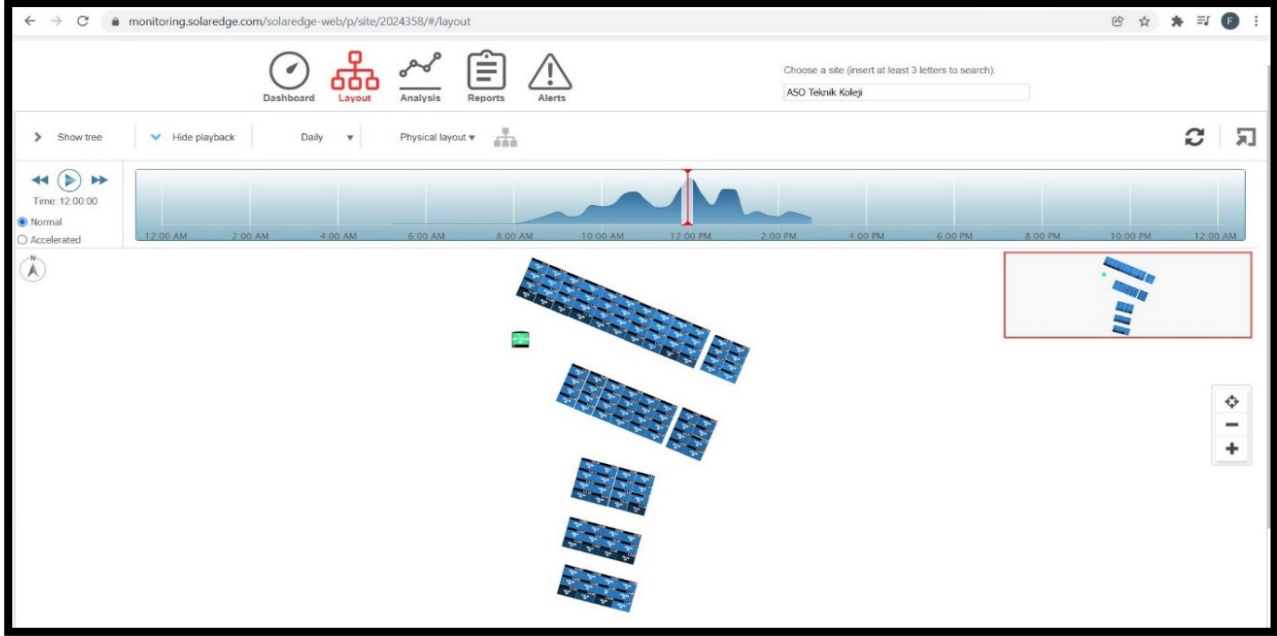 monitoring.solaredge.com/solaredge-web/p/site/2024358/#/layout
F
Dashboard Layout Analysis Reports Alerts
Choose a site (insert at least 3 letters to search):
ASO Teknik Koleji
Show tree Hide playback Daily Physical layout
Time: 12:00:00
Normal
Accelerated
12:00 AM 2:00 AM 4:00 AM 6:00 AM 8:00 AM 10:00 AM 12:00 PM 2:00 PM 4:00 PM 6:00 PM 8:00 PM 10:00 PM 12:00 AM
N